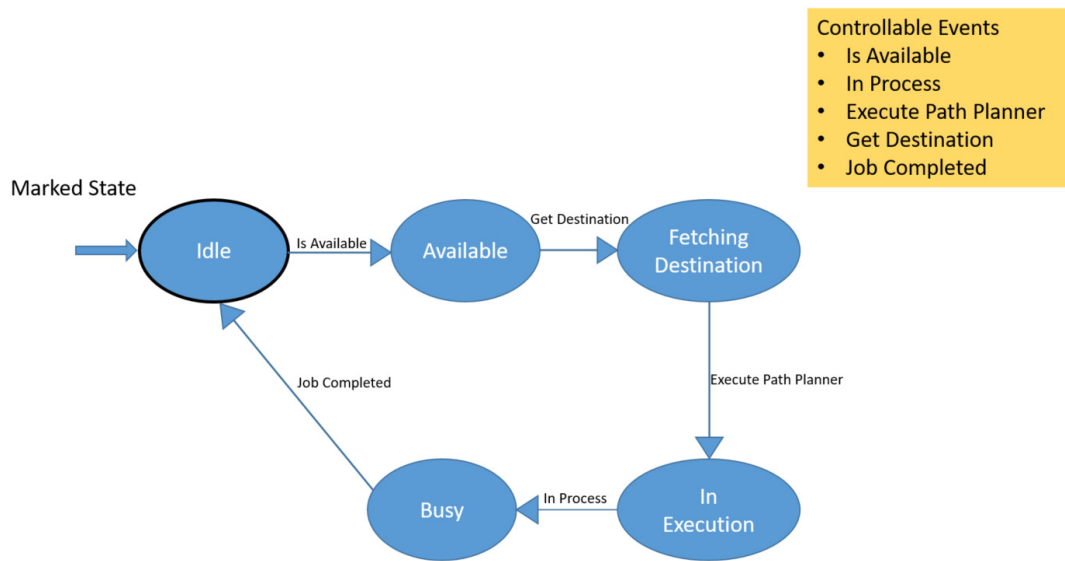 Controllable Events
• Is Available
• In Process
• Execute Path Planner
• Get Destination
• Job Completed
Marked State
Idle
Is Available
Available
Get Destination
Fetching
Destination
Execute Path Planner
In
Execution
In Process
Busy
Job Completed